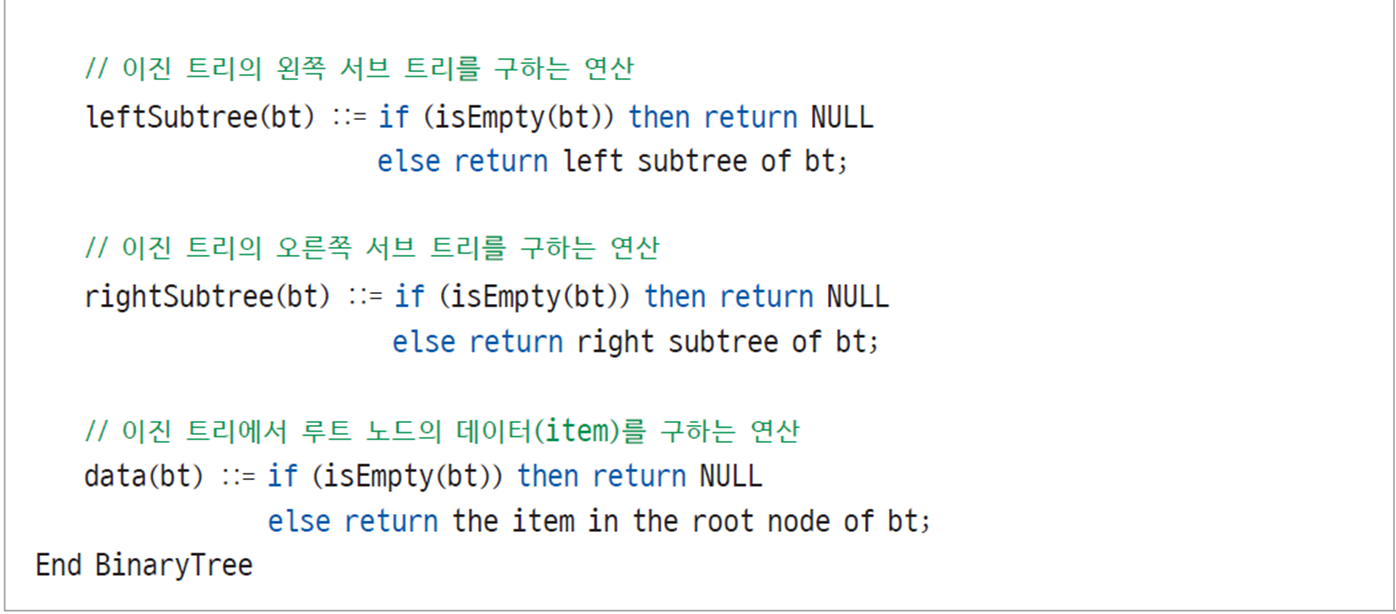 // 이진 트리의 왼쪽 서브 트리를 구하는 연산
leftSubtree(bt) ::= if (isEmpty(bt)) then return NULL
else return left subtree of bt;
// 이진 트리의 오른쪽 서브 트리를 구하는 연산
rightSubtree(bt) ::= if (isEmpty(bt)) then return NULL
else return right subtree of bt;
// 이진 트리에서 루트 노드의 데이터(item)를 구하는 연산
data(bt) ::= if (isEmpty(bt)) then return NULL
else return the item in the root node of bt;
End BinaryTree